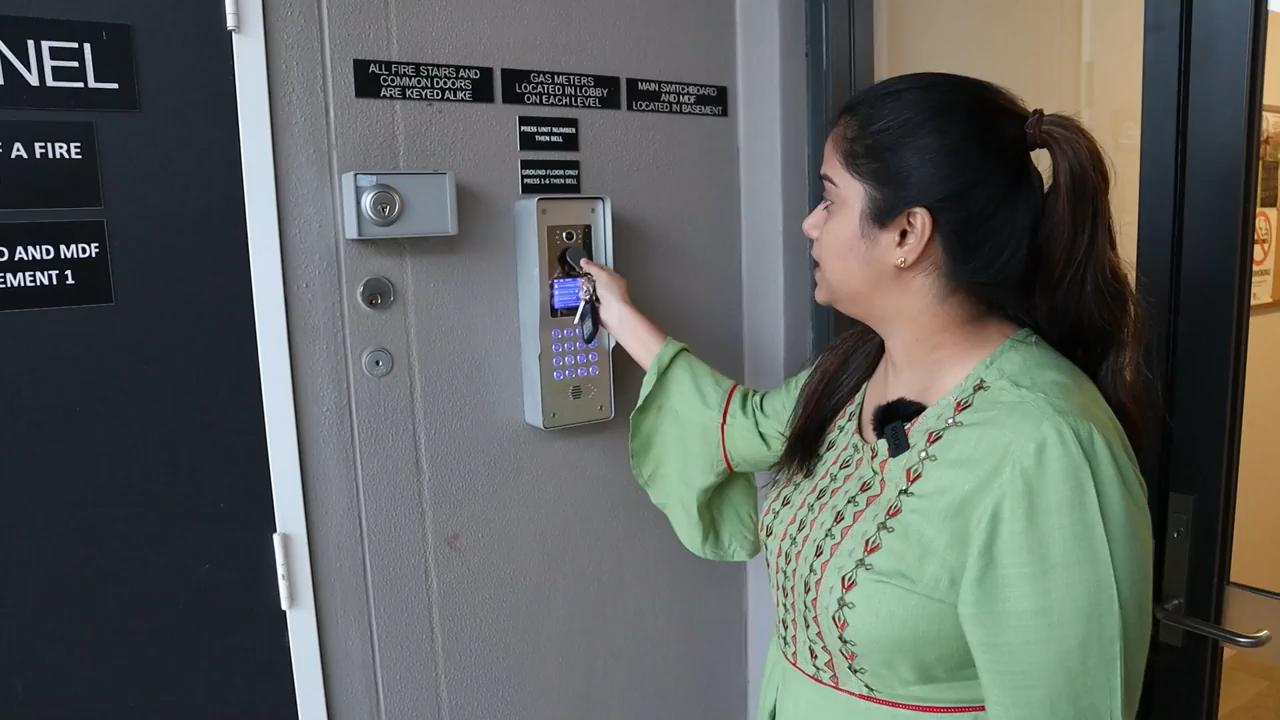 NEL
F A FIRE
D AND MDF
EMENT 1
ALL FIRE STAIRS AND
COMMON DOORS
ARE KEYED ALIKE
GAS METERS
LOCATED IN LOBBY
ON EACH LEVEL
MAIN SWITCHBOARD
AND MDF
LOCATED IN BASEMENT
PRESS UNIT NUMBER
THEN BELL
GROUND FLOOR ONLY
PRESS 1-6 THEN BELL